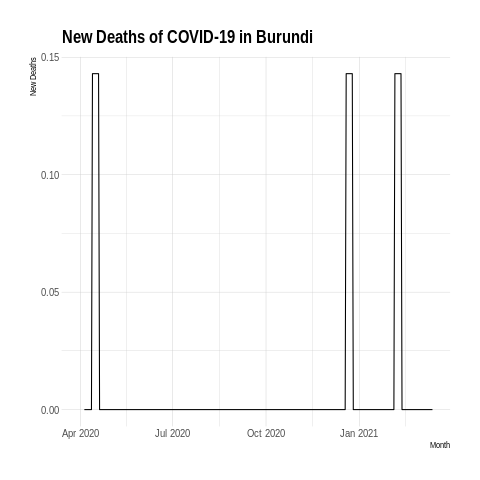 New Deaths of COVID-19 in Burundi
New Deaths
0.15
0.10
0.05
0.00
Apr 2020 Jul 2020 Oct 2020 Jan 2021
Month